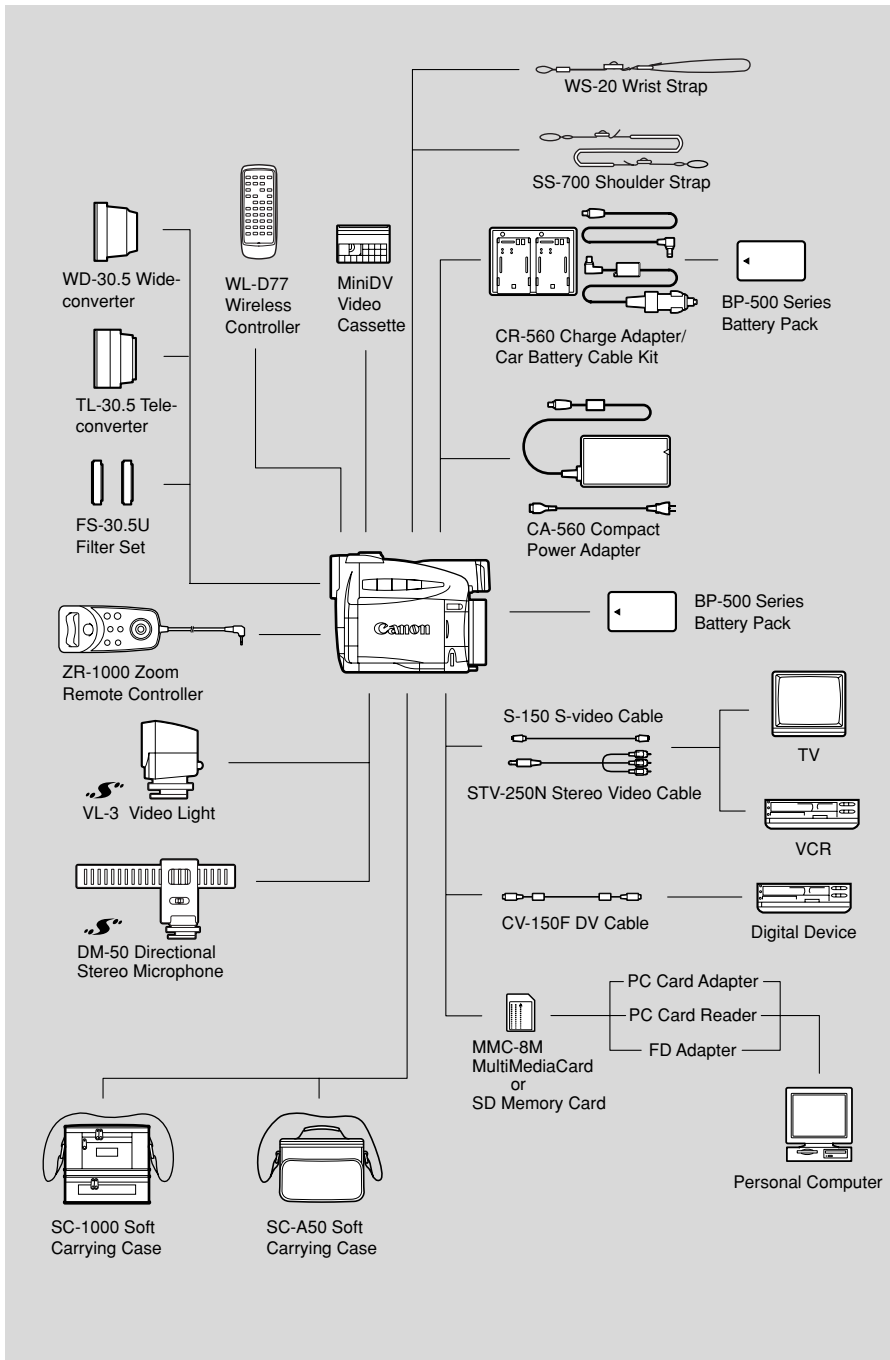 WS-20 Wrist Strap
SS-700 Shoulder Strap
WD-30.5 Wide-
converter
WL-D77
Wireless
Controller
MiniDV
Video
Cassette
CR-560 Charge Adapter/
Car Battery Cable Kit
BP-500 Series
Battery Pack
TL-30.5 Tele-
converter
FS-30.5U
Filter Set
CA-560 Compact
Power Adapter
Canon
BP-500 Series
Battery Pack
ZR-1000 Zoom
Remote Controller
S-150 S-video Cable
STV-250N Stereo Video Cable
TV
VCR
S
VL-3 Video Light
S
DM-50 Directional
Stereo Microphone
CV-150F DV Cable
Digital Device
MMC-8M
MultiMediaCard
or
SD Memory Card
PC Card Adapter
PC Card Reader
FD Adapter
Personal Computer
SC-1000 Soft
Carrying Case
SC-A50 Soft
Carrying Case